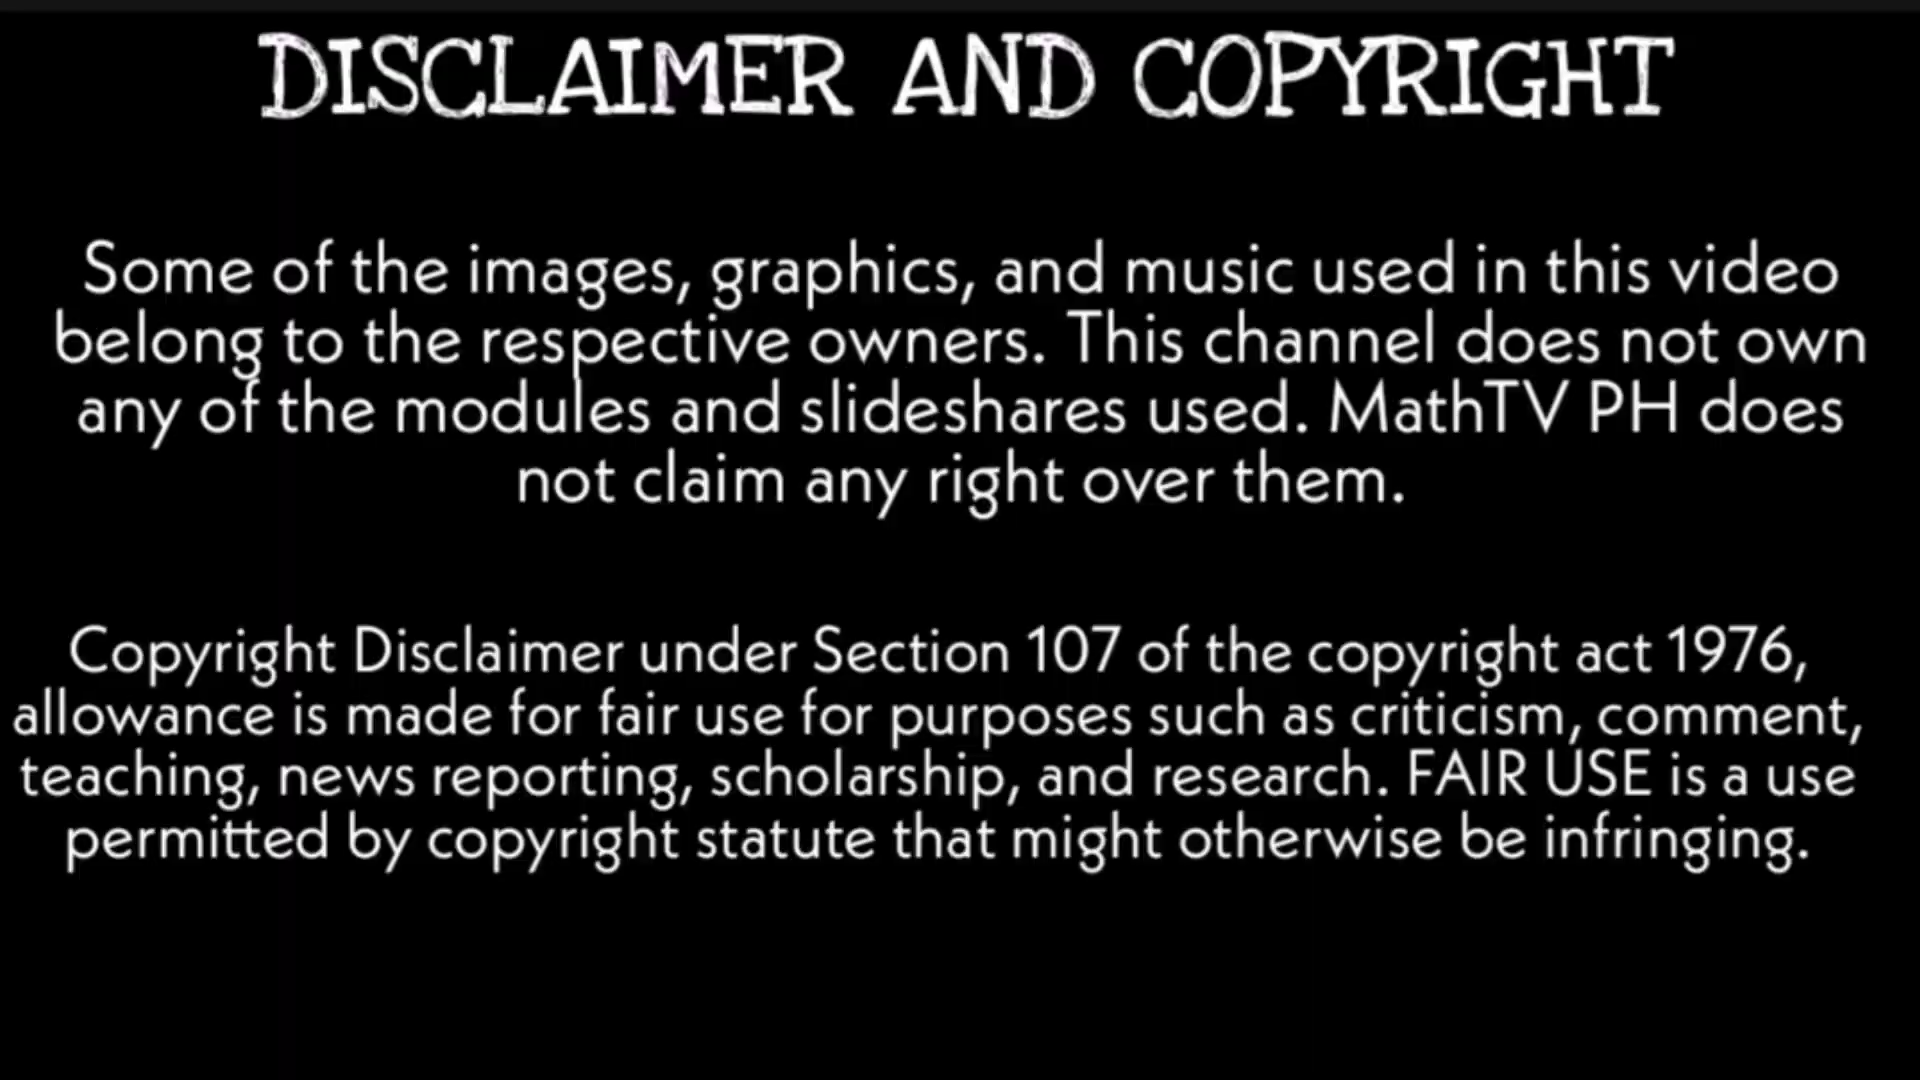 DISCLAIMER AND COPYRIGHT
Some of the images, graphics, and music used in this video
belong to the respective owners. This channel does not own
any of the modules and slideshares used. MathTV PH does
not claim any right over them.
Copyright Disclaimer under Section 107 of the copyright act 1976,
allowance is made for fair use for purposes such as criticism, comment,
teaching, news reporting, scholarship, and research. FAIR USE is a use
permitted by copyright statute that might otherwise be infringing.